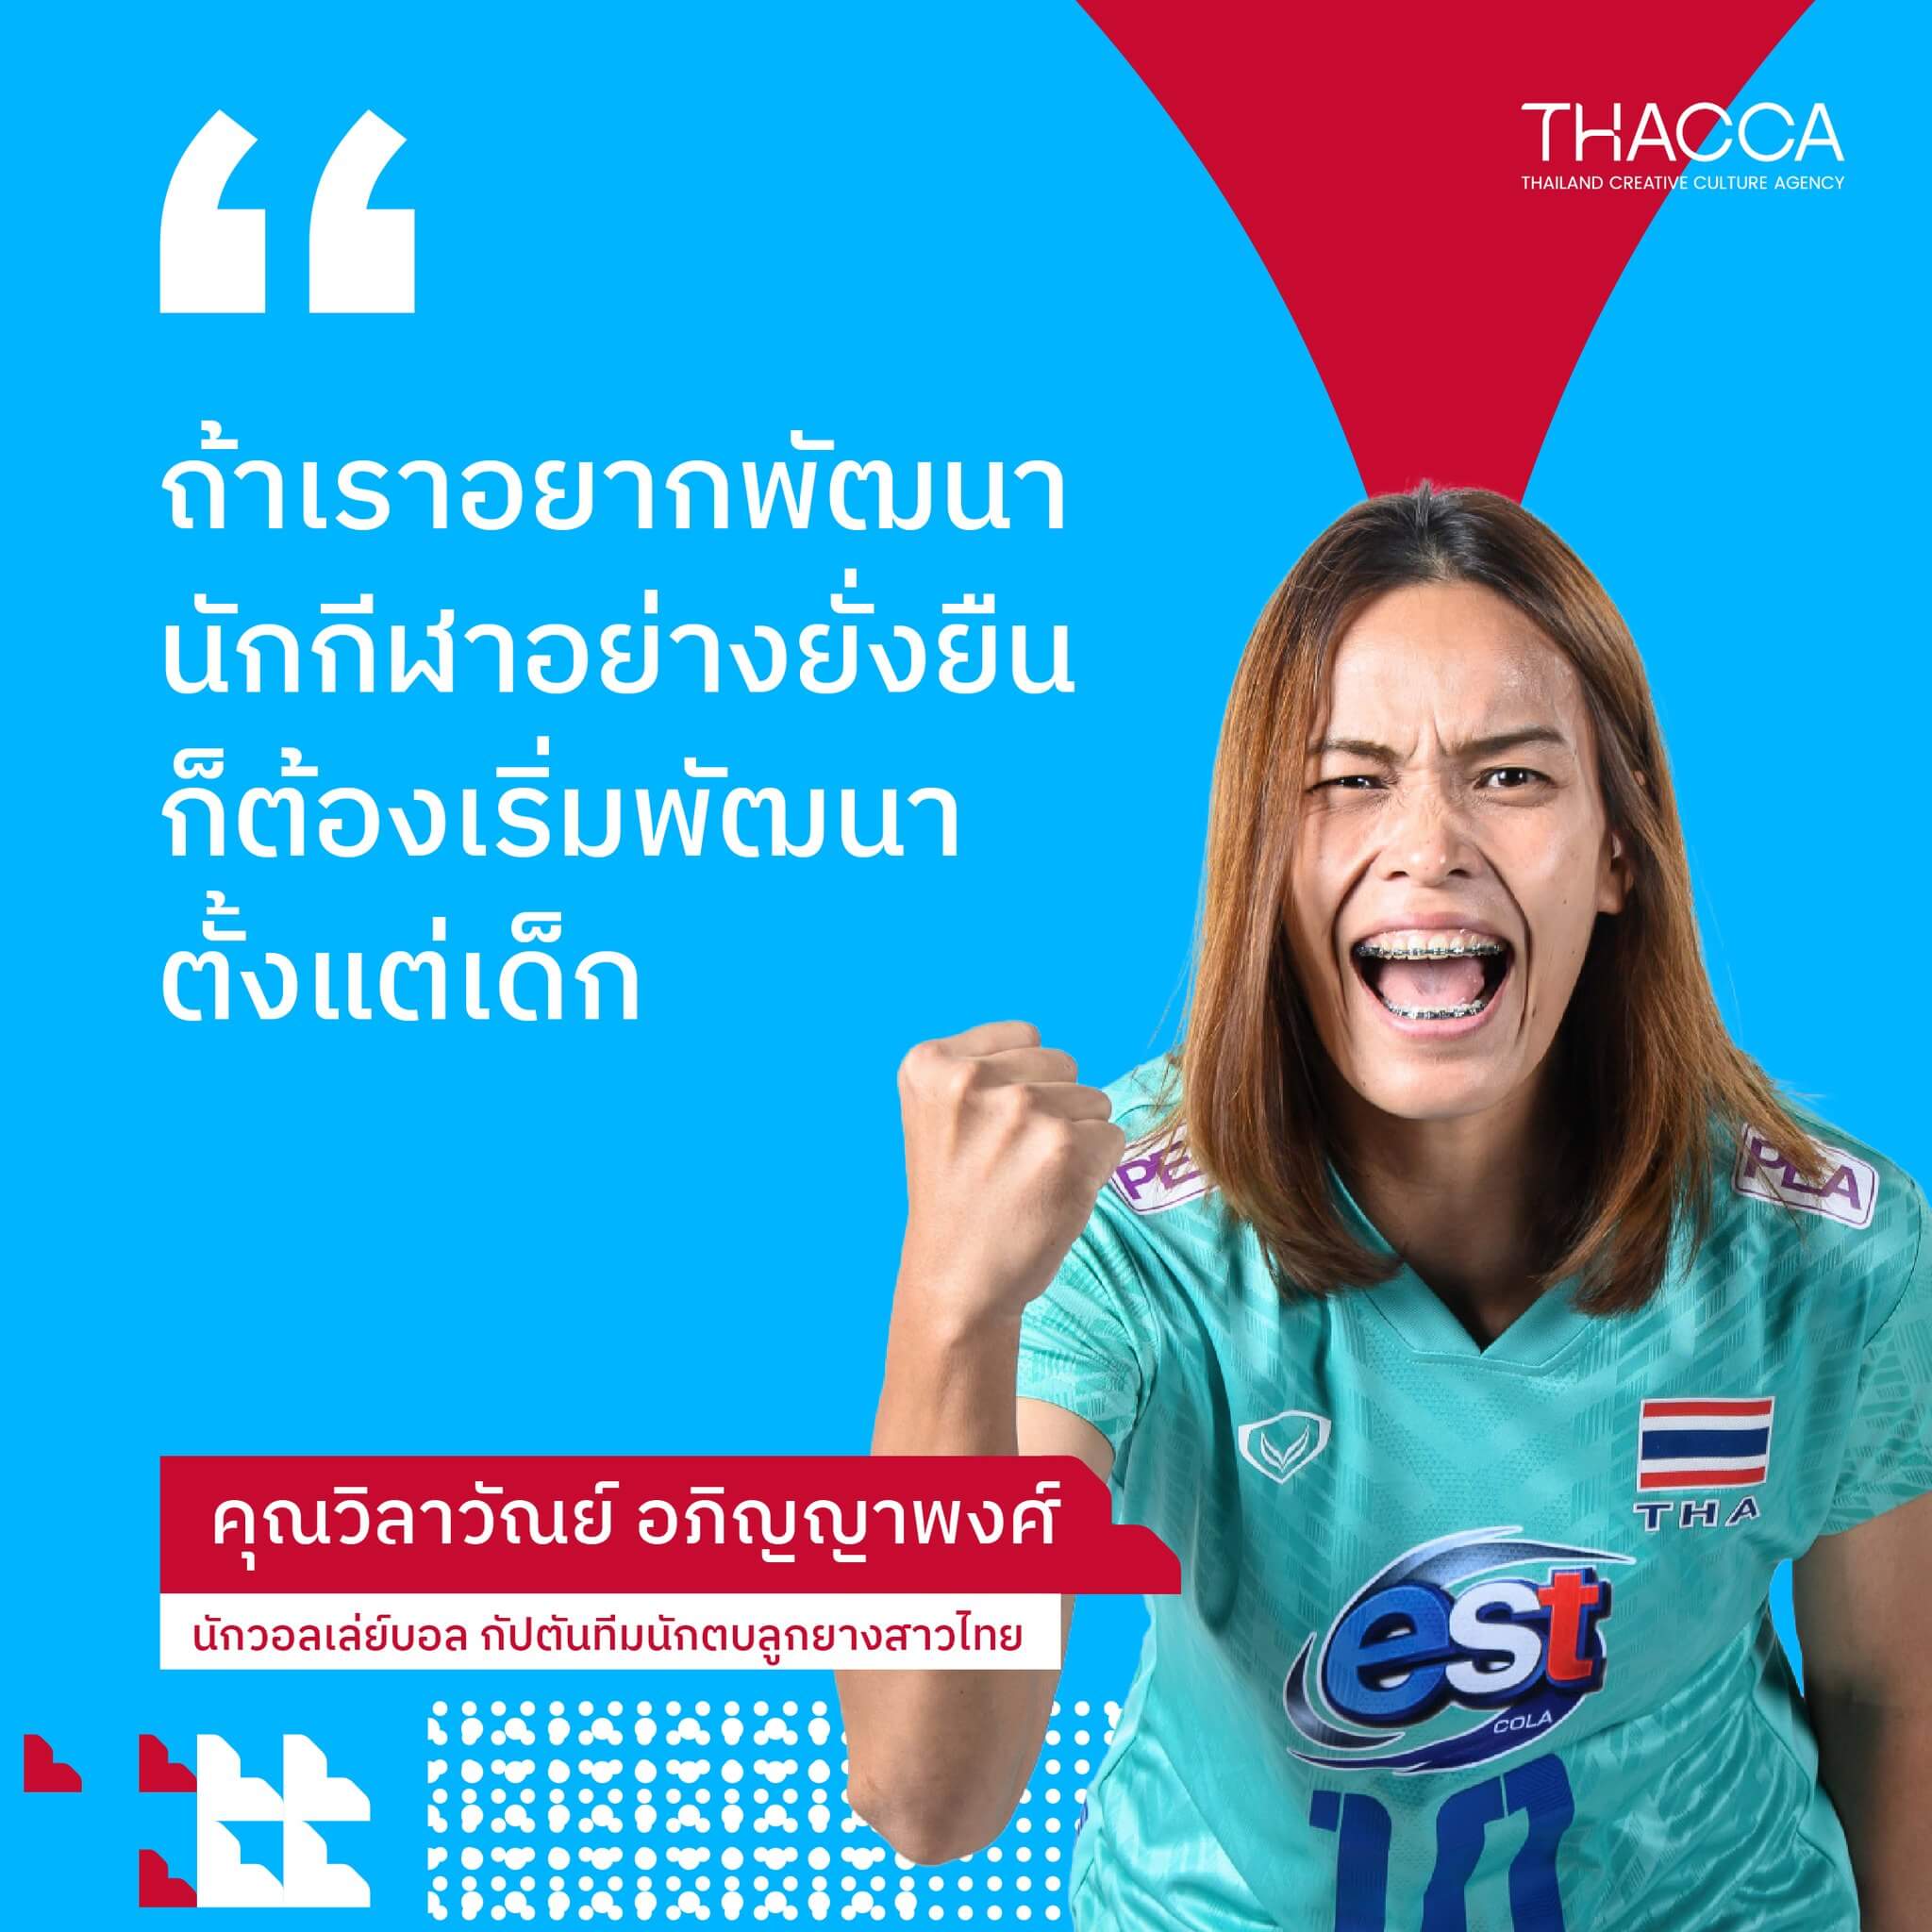 THACCA
THAILAND CREATIVE CULTURE AGENCY
ถ้าเราอยากพัฒนา
นักกีฬาอย่างยั่งยืน
ก็ต้องเริ่มพัฒนา
ตั้งแต่เด็ก
PEA
THA
est
COLA
10
คุณวิลาวัณย์ อภิญญาพงศ์
นักวอลเล่ย์บอล กัปตันทีมนักตบลูกยางสาวไทย